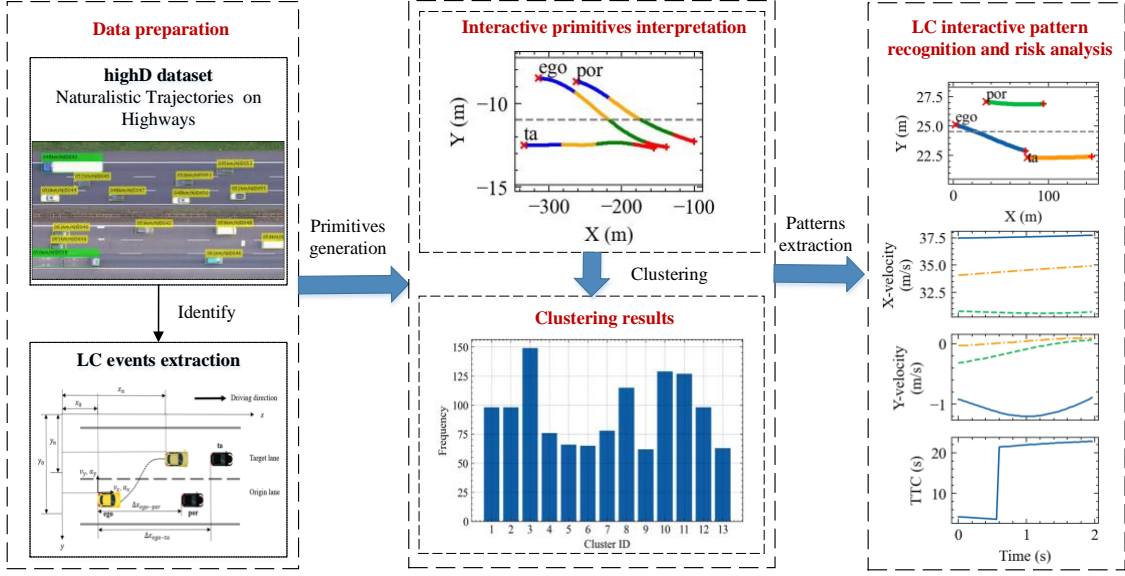 Data preparation
highD dataset
Naturalistic Trajectories on
Highways
Identify
LC events extraction
x₀
xₙ
Driving direction
x
yₙ
y₀
ta
Target lane
Origin lane
ego
por
y
Primitives
generation
Interactive primitives interpretation
ego
por
ta
Y (m)
−10
−15
−300
−200
−100
X (m)
Clustering
Clustering results
Frequency
150
125
100
75
50
25
0
1 2 3 4 5 6 7 8 9 10 11 12 13
Cluster ID
Patterns
extraction
LC interactive pattern
recognition and risk analysis
Y (m)
27.5
25.0
22.5
por
ego
ta
0
50
100
X (m)
X-velocity
(m/s)
37.5
35.0
32.5
Y-velocity
(m/s)
0
−1
TTC (s)
20
10
0
1
2
Time (s)